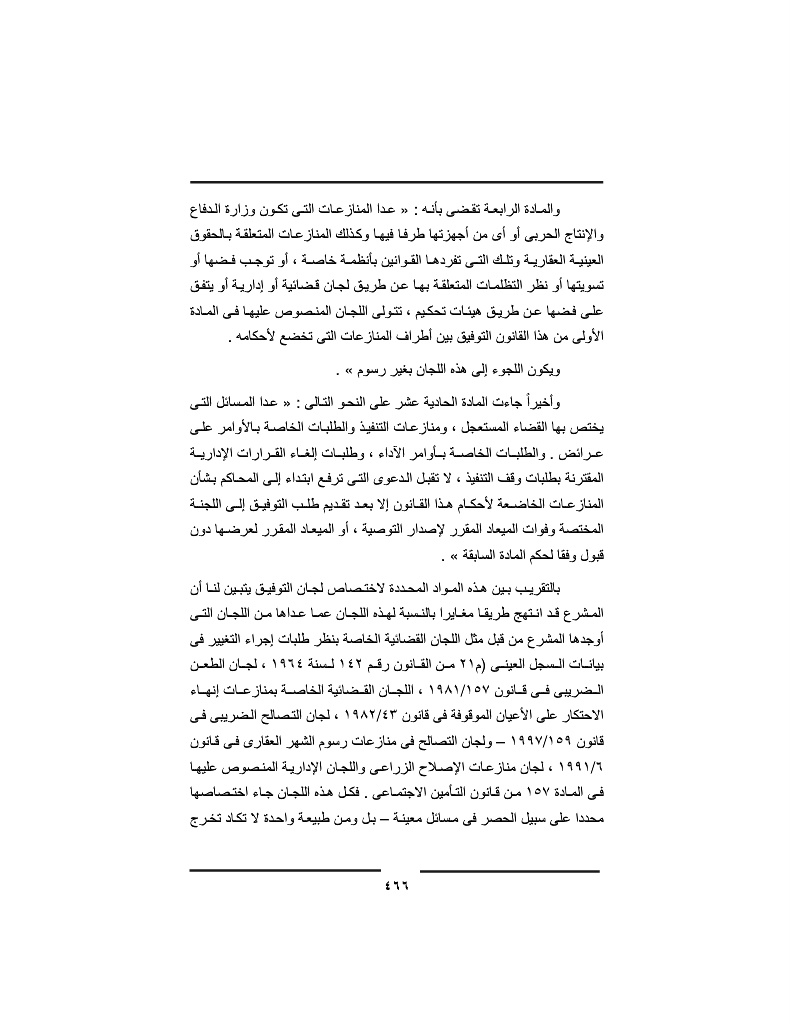 والمادة الرابعة تقضى بأنه : « عدا المنازعات التى تكون وزارة الدفاع
والإنتاج الحربى أو أى من أجهزتها طرفا فيها وكذلك المنازعات المتعلقة بالحقوق
العينية العقارية وتلك التى تفردها القوانين بأنظمة خاصة ، أو توجب فضها أو
تسويتها أو نظر التظلمات المتعلقة بها عن طريق لجان قضائية أو إدارية أو يتفق
على فضها عن طريق هيئات تحكيم ، تتولى اللجان المنصوص عليها فى المادة
الأولى من هذا القانون التوفيق بين أطراف المنازعات التى تخضع لأحكامه .
ويكون اللجوء إلى هذه اللجان بغير رسوم » .
وأخيراً جاءت المادة الحادية عشر على النحو التالى : « عدا المسائل التى
يختص بها القضاء المستعجل ، ومنازعات التنفيذ والطلبات الخاصة بالأوامر على
عرائض . والطلبات الخاصة بأوامر الآداء ، وطلبات إلغاء القرارات الإدارية
المقترنة بطلبات وقف التنفيذ ، لا تقبل الدعوى التى ترفع ابتداء إلى المحاكم بشأن
المنازعات الخاضعة لأحكام هذا القانون إلا بعد تقديم طلب التوفيق إلى اللجنة
المختصة وفوات الميعاد المقرر لإصدار التوصية ، أو الميعاد المقرر لعرضها دون
قبول وفقا لحكم المادة السابقة » .
بالتقريب بين هذه المواد المحددة لاختصاص لجان التوفيق يتبين لنا أن
المشرع قد انتهج طريقا مغايرا بالنسبة لهذه اللجان عما عداها من اللجان التى
أوجدها المشرع من قبل مثل اللجان القضائية الخاصة بنظر طلبات إجراء التغيير فى
بيانات السجل العينى (م٢١ من القانون رقم ١٤٢ لسنة ١٩٦٤ ، لجان الطعن
الضريبى فى قانون ١٩٨١/١٥٧ ، اللجان القضائية الخاصة بمنازعات إنهاء
الاحتكار على الأعيان الموقوفة فى قانون ١٩٨٢/٤٣ ، لجان التصالح الضريبى فى
قانون ١٩٩٧/١٥٩ – ولجان التصالح فى منازعات رسوم الشهر العقارى فى قانون
١٩٩١/٦ ، لجان منازعات الإصلاح الزراعى واللجان الإدارية المنصوص عليها
فى المادة ١٥٧ من قانون التأمين الاجتماعى . فكل هذه اللجان جاء اختصاصها
محددا على سبيل الحصر فى مسائل معينة – بل ومن طبيعة واحدة لا تكاد تخرج
٤٦٦